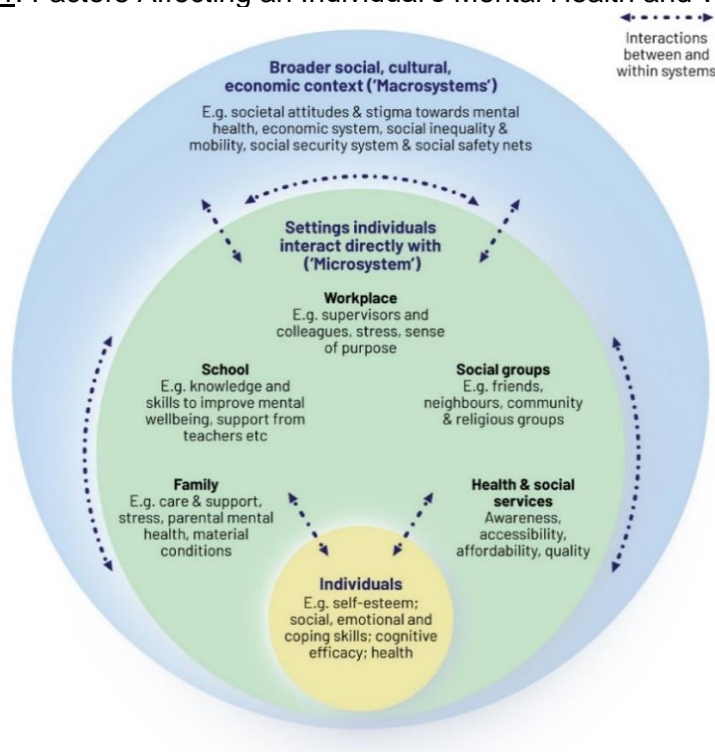 : Factors Affecting an Individual's Mental Health and
Interactions
between and
within systems
Broader social, cultural,
economic context ('Macrosystems')
E.g. societal attitudes & stigma towards mental
health, economic system, social inequality &
mobility, social security system & social safety nets
Settings individuals
interact directly with
('Microsystem')
Workplace
E.g. supervisors and
colleagues, stress, sense
of purpose
School
E.g. knowledge and
skills to improve mental
wellbeing, support from
teachers etc
Social groups
E.g. friends,
neighbours, community
& religious groups
Family
E.g. care & support,
stress, parental mental
health, material
conditions
Health & social
services
Awareness,
accessibility,
affordability, quality
Individuals
E.g. self-esteem;
social, emotional and
coping skills; cognitive
efficacy; health